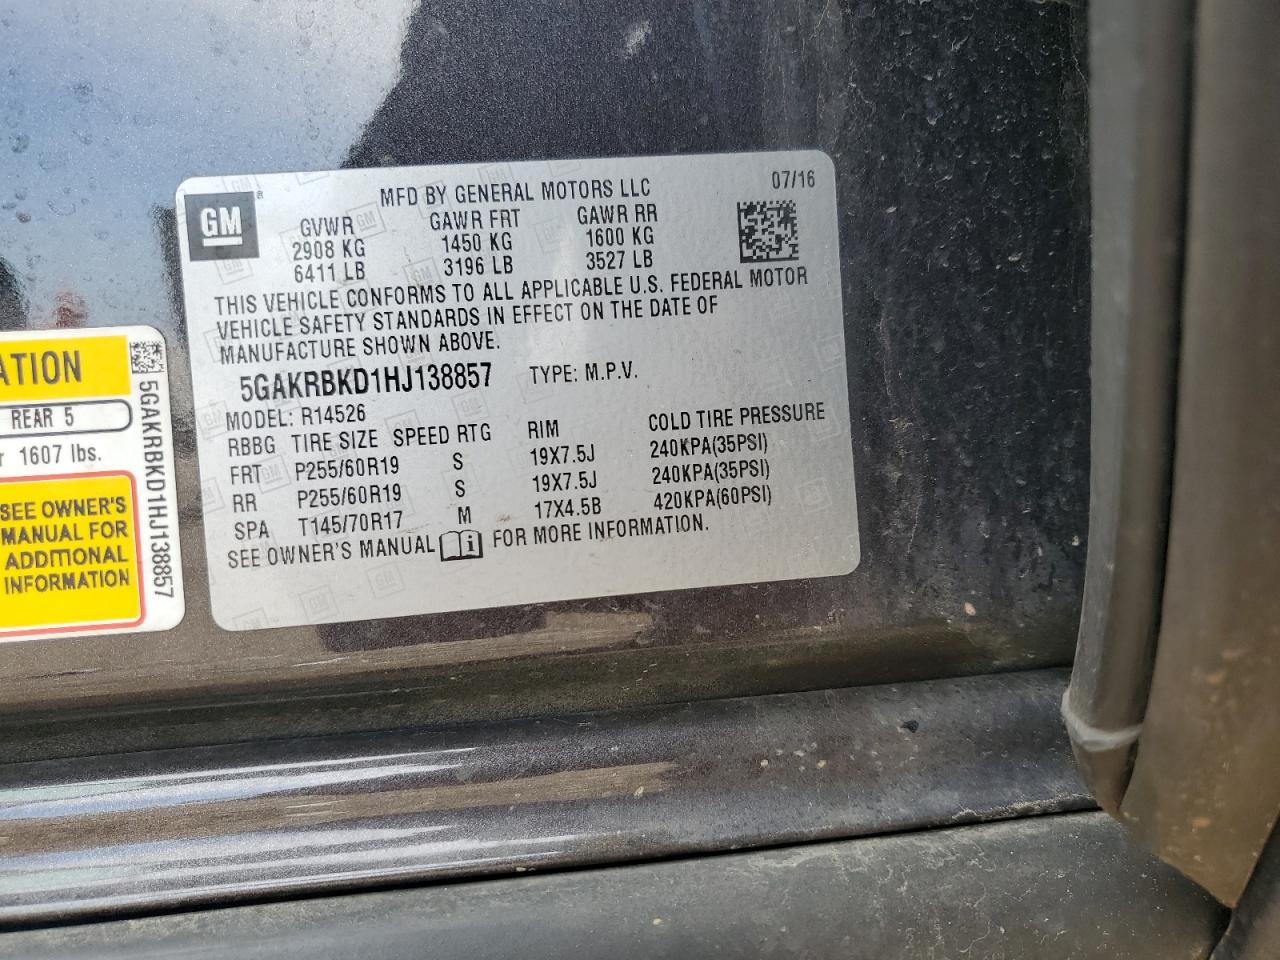 GM
MFD BY GENERAL MOTORS LLC
07/16
GVWR GAWR FRT GAWR RR
2908 KG 1450 KG 1600 KG
6411 LB 3196 LB 3527 LB
THIS VEHICLE CONFORMS TO ALL APPLICABLE U.S. FEDERAL MOTOR
VEHICLE SAFETY STANDARDS IN EFFECT ON THE DATE OF
MANUFACTURE SHOWN ABOVE.
5GAKRBKD1HJ138857 TYPE: M.P.V.
MODEL: R14526
RBBG TIRE SIZE SPEED RTG RIM COLD TIRE PRESSURE
FRT P255/60R19 S 19X7.5J 240KPA(35PSI)
RR P255/60R19 S 19X7.5J 240KPA(35PSI)
SPA T145/70R17 M 17X4.5B 420KPA(60PSI)
SEE OWNER'S MANUAL i FOR MORE INFORMATION.
ATION
REAR 5
r 1607 lbs.
SEE OWNER'S
MANUAL FOR
ADDITIONAL
INFORMATION
5GAKRBKD1HJ138857